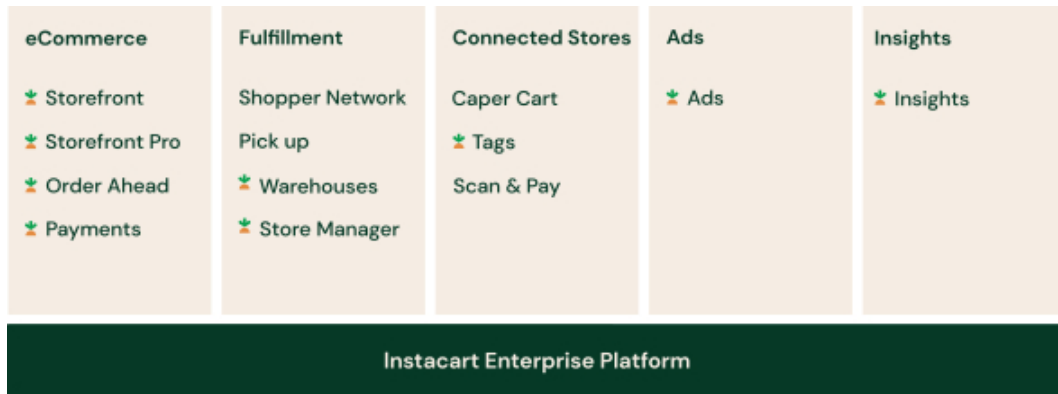 eCommerce
Storefront
Storefront Pro
Order Ahead
Payments
Fulfillment
Shopper Network
Pick up
Warehouses
Store Manager
Connected Stores
Caper Cart
Tags
Scan & Pay
Ads
Ads
Insights
Insights
Instacart Enterprise Platform